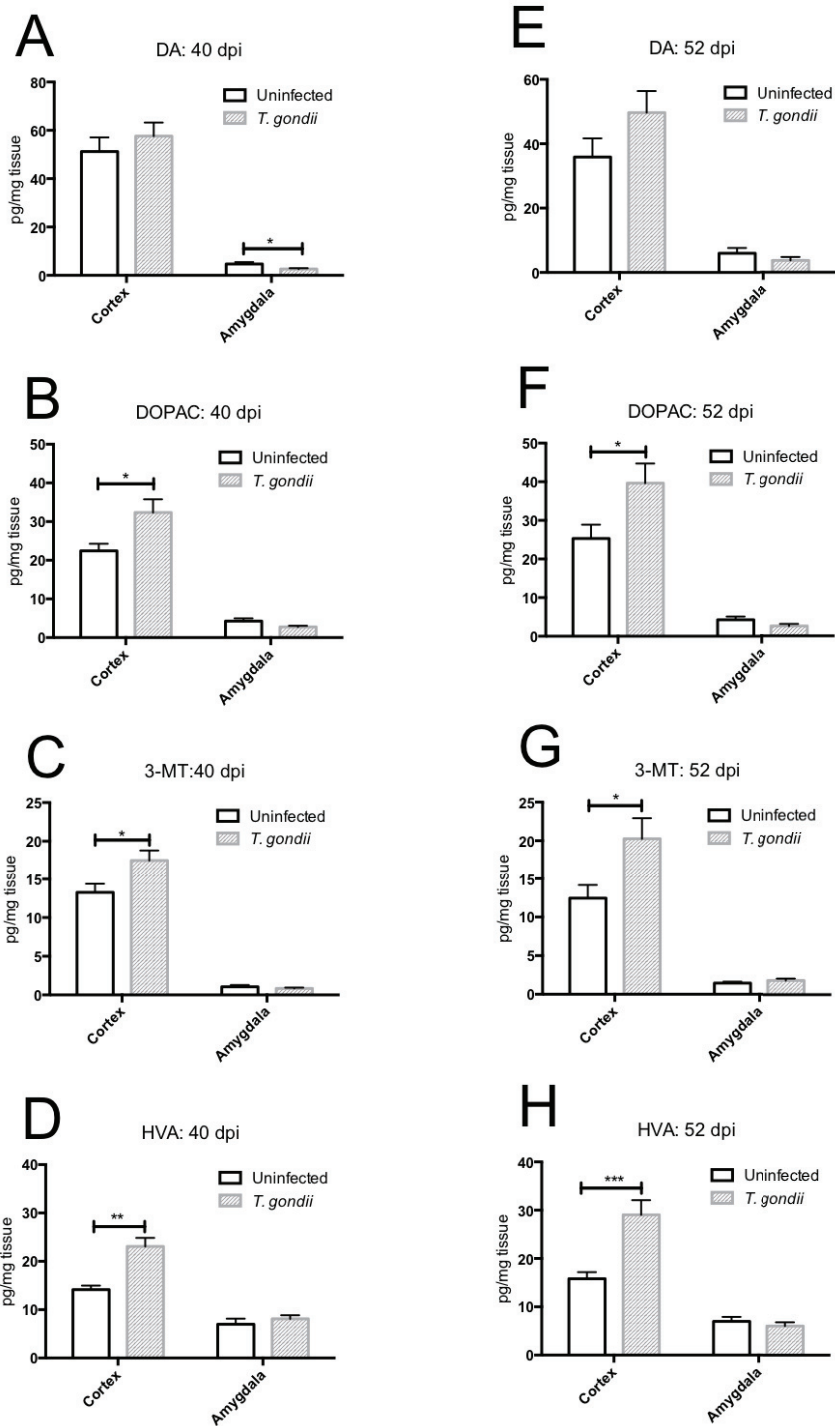 A
DA: 40 dpi
Uninfected
T. gondii
pg/mg tissue
80
60
40
20
0
*
Cortex
Amygdala
E
DA: 52 dpi
Uninfected
T. gondii
pg/mg tissue
60
40
20
0
Cortex
Amygdala
B
DOPAC: 40 dpi
Uninfected
T. gondii
pg/mg tissue
50
40
30
20
10
0
*
Cortex
Amygdala
F
DOPAC: 52 dpi
Uninfected
T. gondii
pg/mg tissue
50
40
30
20
10
0
*
Cortex
Amygdala
C
3-MT:40 dpi
Uninfected
T. gondii
pg/mg tissue
25
20
15
10
5
0
*
Cortex
Amygdala
G
3-MT: 52 dpi
Uninfected
T. gondii
pg/mg tissue
25
20
15
10
5
0
*
Cortex
Amygdala
D
HVA: 40 dpi
Uninfected
T. gondii
pg/mg tissue
40
30
20
10
0
**
Cortex
Amygdala
H
HVA: 52 dpi
Uninfected
T. gondii
pg/mg tissue
40
30
20
10
0
***
Cortex
Amygdala